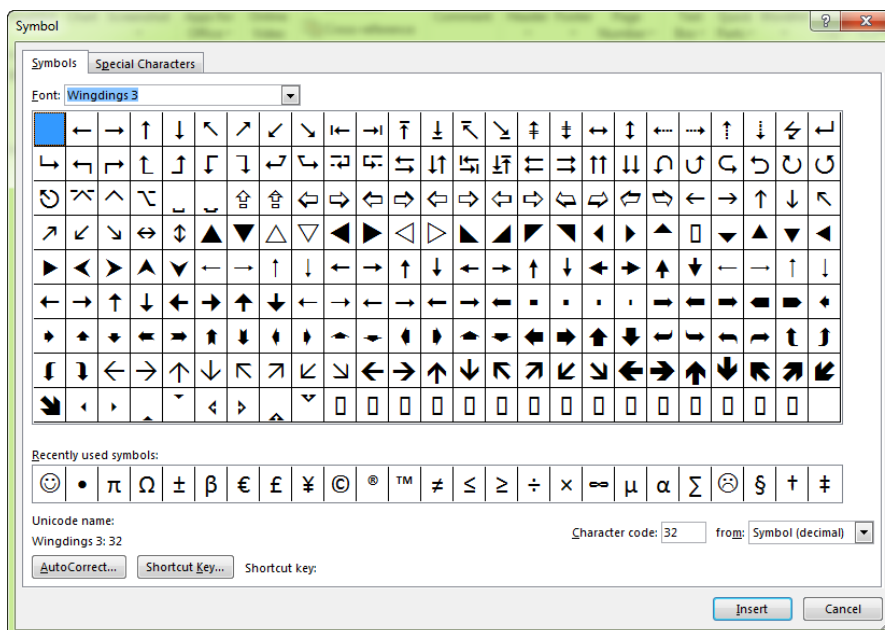 Symbol
Symbols Special Characters
Font: Wingdings 3
Recently used symbols:
☺ • π Ω ± β € £ ¥ © ® ™ ≠ ≤ ≥ ÷ × ∞ µ α ∑ ☹ § † ‡
Unicode name:
Wingdings 3: 32
Character code: 32 from: Symbol (decimal)
AutoCorrect... Shortcut Key... Shortcut key:
Insert Cancel